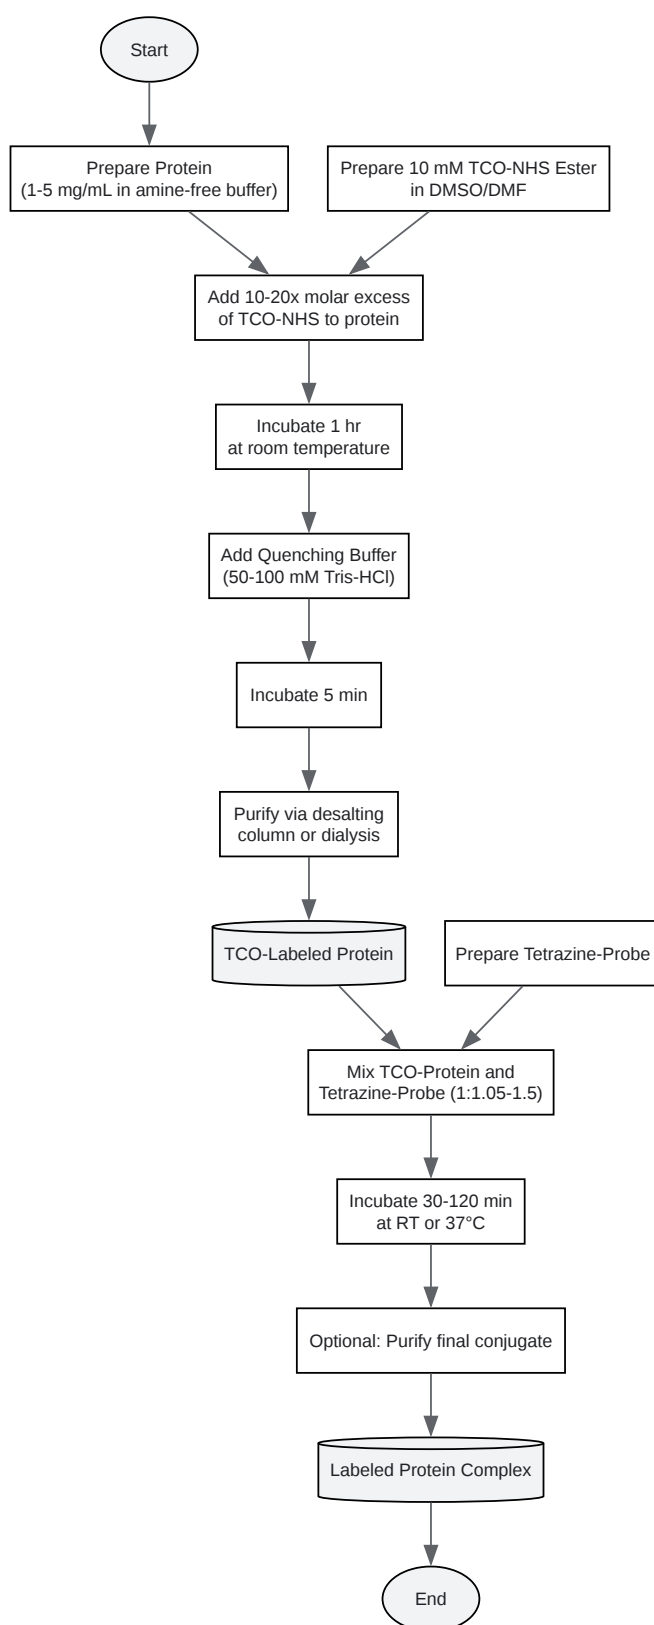 Start
Prepare Protein
(1-5 mg/mL in amine-free buffer)
Prepare 10 mM TCO-NHS Ester
in DMSO/DMF
Add 10-20x molar excess
of TCO-NHS to protein
Incubate 1 hr
at room temperature
Add Quenching Buffer
(50-100 mM Tris-HCl)
Incubate 5 min
Purify via desalting
column or dialysis
TCO-Labeled Protein
Prepare Tetrazine-Probe
Mix TCO-Protein and
Tetrazine-Probe (1:1.05-1.5)
Incubate 30-120 min
at RT or 37°C
Optional: Purify final conjugate
Labeled Protein Complex
End